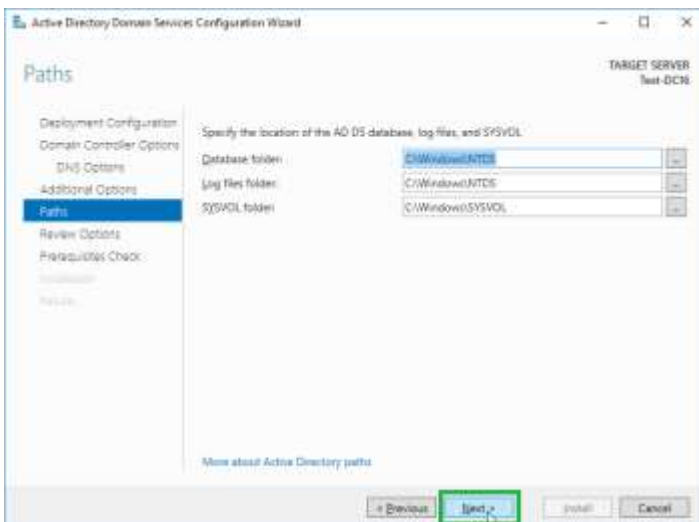 Active Directory Domain Services Configuration Wizard
Paths
TARGET SERVER
Test-DC16
Deployment Configuration
Domain Controller Options
DNS Options
Additional Options
Paths
Review Options
Prerequisites Check
Installation
Results
Specify the location of the AD DS database, log files, and SYSVOL
Database folder:
C:\Windows\NTDS
...
Log files folder:
C:\Windows\NTDS
...
SYSVOL folder:
C:\Windows\SYSVOL
...
More about Active Directory paths
< Previous
Next >
Install
Cancel